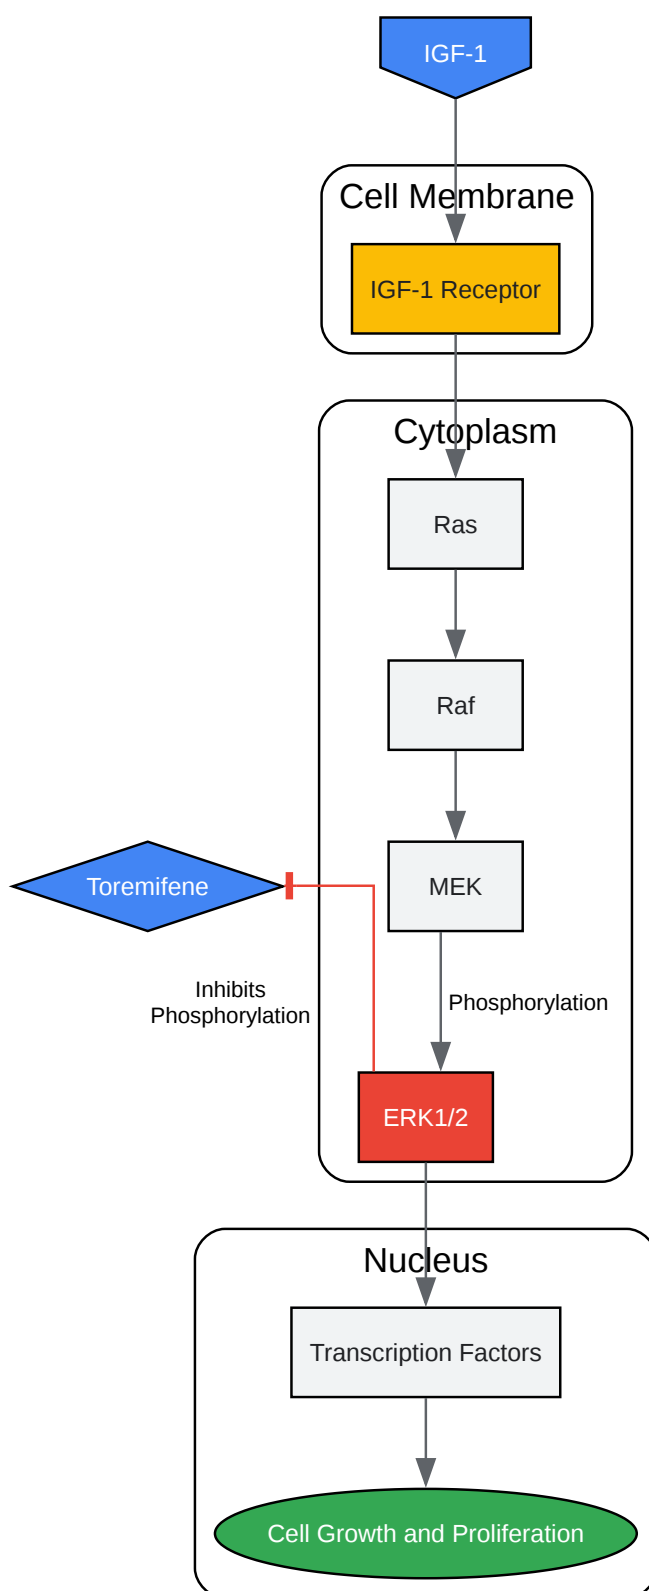 IGF-1
Cell Membrane
IGF-1 Receptor
Cytoplasm
Ras
Raf
MEK
Toremifene
Inhibits
Phosphorylation
Phosphorylation
ERK1/2
Nucleus
Transcription Factors
Cell Growth and Proliferation